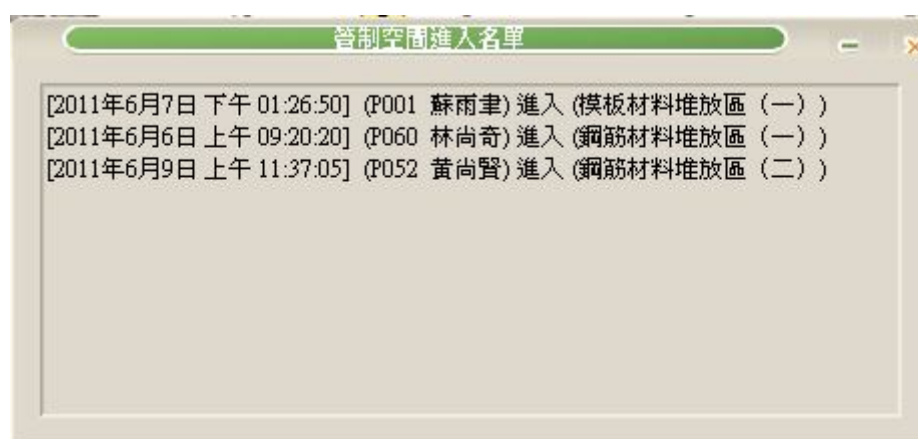 管制空間進入名單
[2011年6月7日 下午 01:26:50] (P001 蘇雨聿) 進入 (模板材料堆放區（一）)
[2011年6月6日 上午 09:20:20] (P060 林尚奇) 進入 (鋼筋材料堆放區（一）)
[2011年6月9日 上午 11:37:05] (P052 黃尚賢) 進入 (鋼筋材料堆放區（二）)